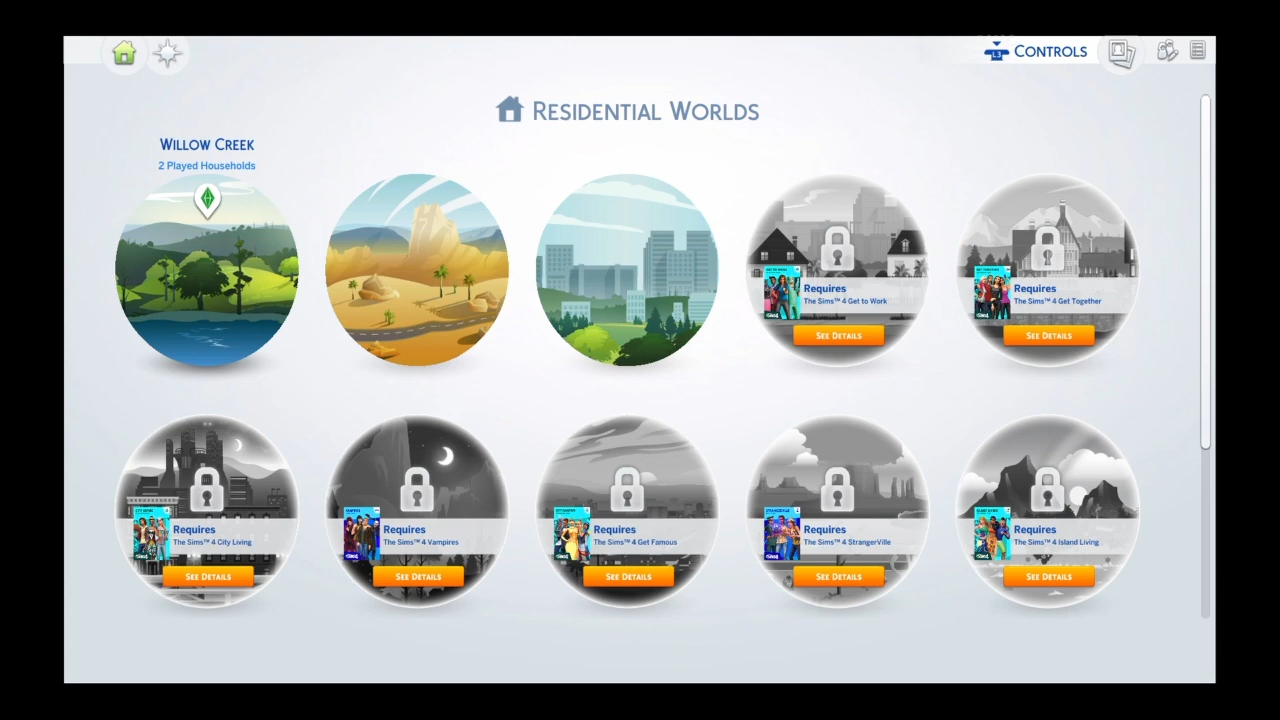 L3 CONTROLS
RESIDENTIAL WORLDS
WILLOW CREEK
2 Played Households
Requires
The Sims™ 4 Get to Work
SEE DETAILS
Requires
The Sims™ 4 Get Together
SEE DETAILS
Requires
The Sims™ 4 City Living
SEE DETAILS
Requires
The Sims™ 4 Vampires
SEE DETAILS
Requires
The Sims™ 4 Get Famous
SEE DETAILS
Requires
The Sims™ 4 StrangerVille
SEE DETAILS
Requires
The Sims™ 4 Island Living
SEE DETAILS